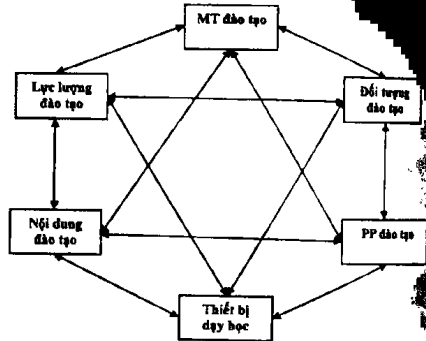 MT đào tạo
Lực lượng
đào tạo
Đối tượng
đào tạo
Nội dung
đào tạo
PP đào tạo
Thiết bị
dạy học